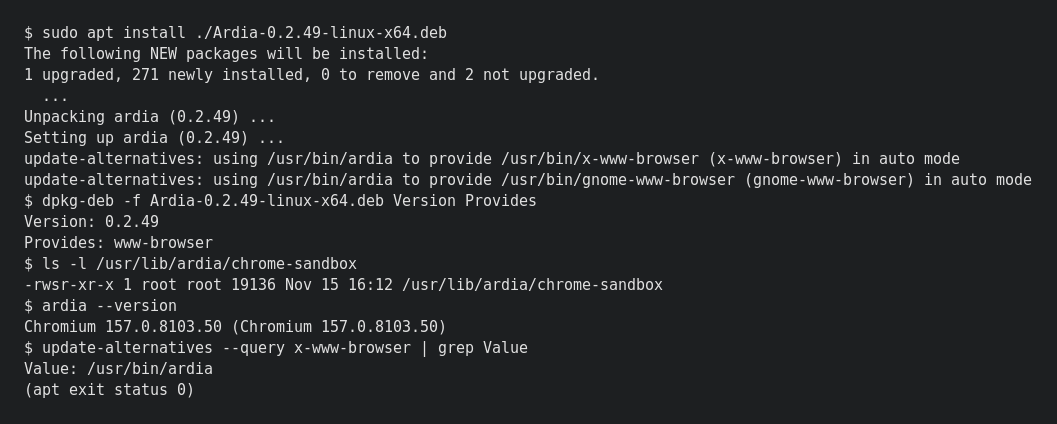 $ sudo apt install ./Ardia-0.2.49-linux-x64.deb
The following NEW packages will be installed:
1 upgraded, 271 newly installed, 0 to remove and 2 not upgraded.
  ...
Unpacking ardia (0.2.49) ...
Setting up ardia (0.2.49) ...
update-alternatives: using /usr/bin/ardia to provide /usr/bin/x-www-browser (x-www-browser) in auto mode
update-alternatives: using /usr/bin/ardia to provide /usr/bin/gnome-www-browser (gnome-www-browser) in auto mode
$ dpkg-deb -f Ardia-0.2.49-linux-x64.deb Version Provides
Version: 0.2.49
Provides: www-browser
$ ls -l /usr/lib/ardia/chrome-sandbox
-rwsr-xr-x 1 root root 19136 Nov 15 16:12 /usr/lib/ardia/chrome-sandbox
$ ardia --version
Chromium 157.0.8103.50 (Chromium 157.0.8103.50)
$ update-alternatives --query x-www-browser | grep Value
Value: /usr/bin/ardia
(apt exit status 0)